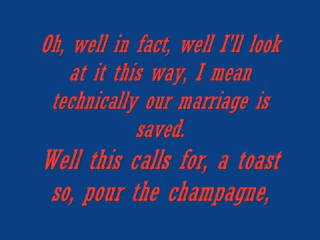 Oh, well in fact, well I'll look
at it this way, I mean
technically our marriage is
saved.
Well this calls for, a toast
so, pour the champagne,